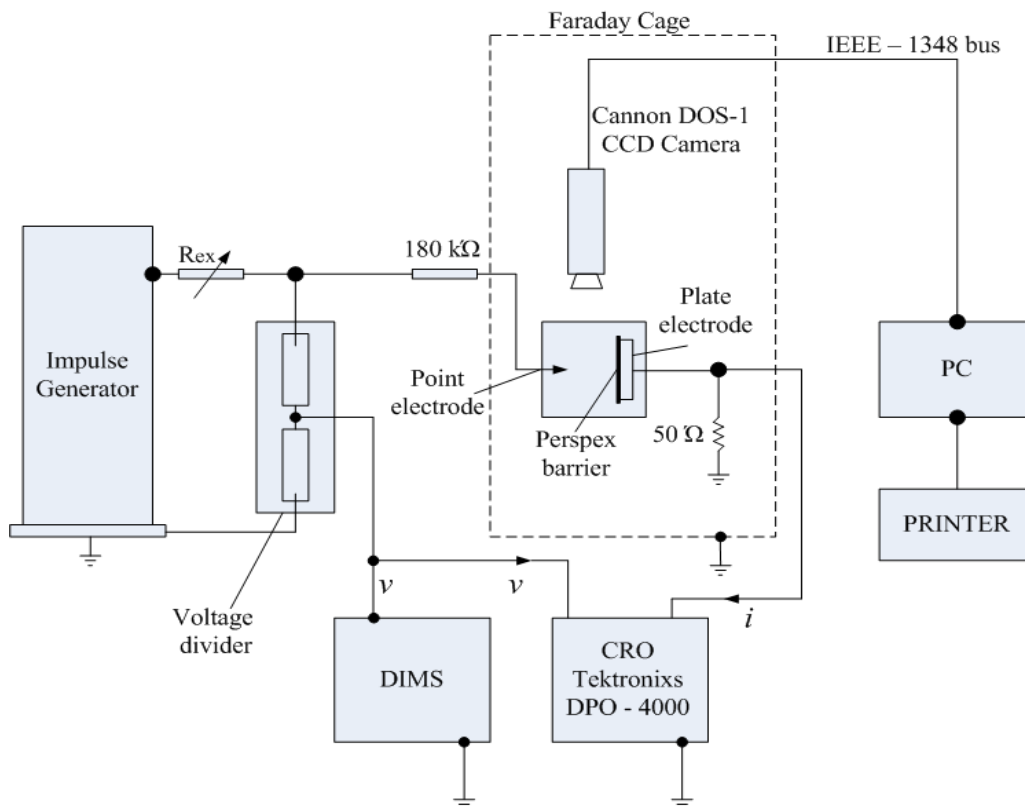 Faraday Cage
IEEE – 1348 bus
Cannon DOS-1
CCD Camera
Rex
180 kΩ
Impulse
Generator
Plate
electrode
Point
electrode
Perspex
barrier
50 Ω
PC
PRINTER
Voltage
divider
v
v
i
DIMS
CRO
Tektronixs
DPO - 4000